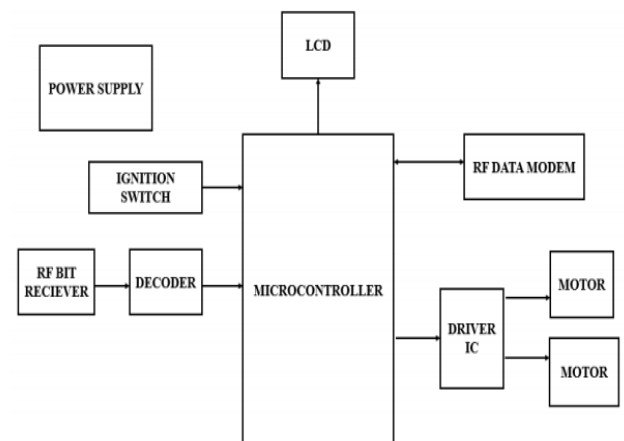 LCD
POWER SUPPLY
IGNITION
SWITCH
RF DATA MODEM
RF BIT
RECIEVER
DECODER
MICROCONTROLLER
MOTOR
DRIVER
IC
MOTOR